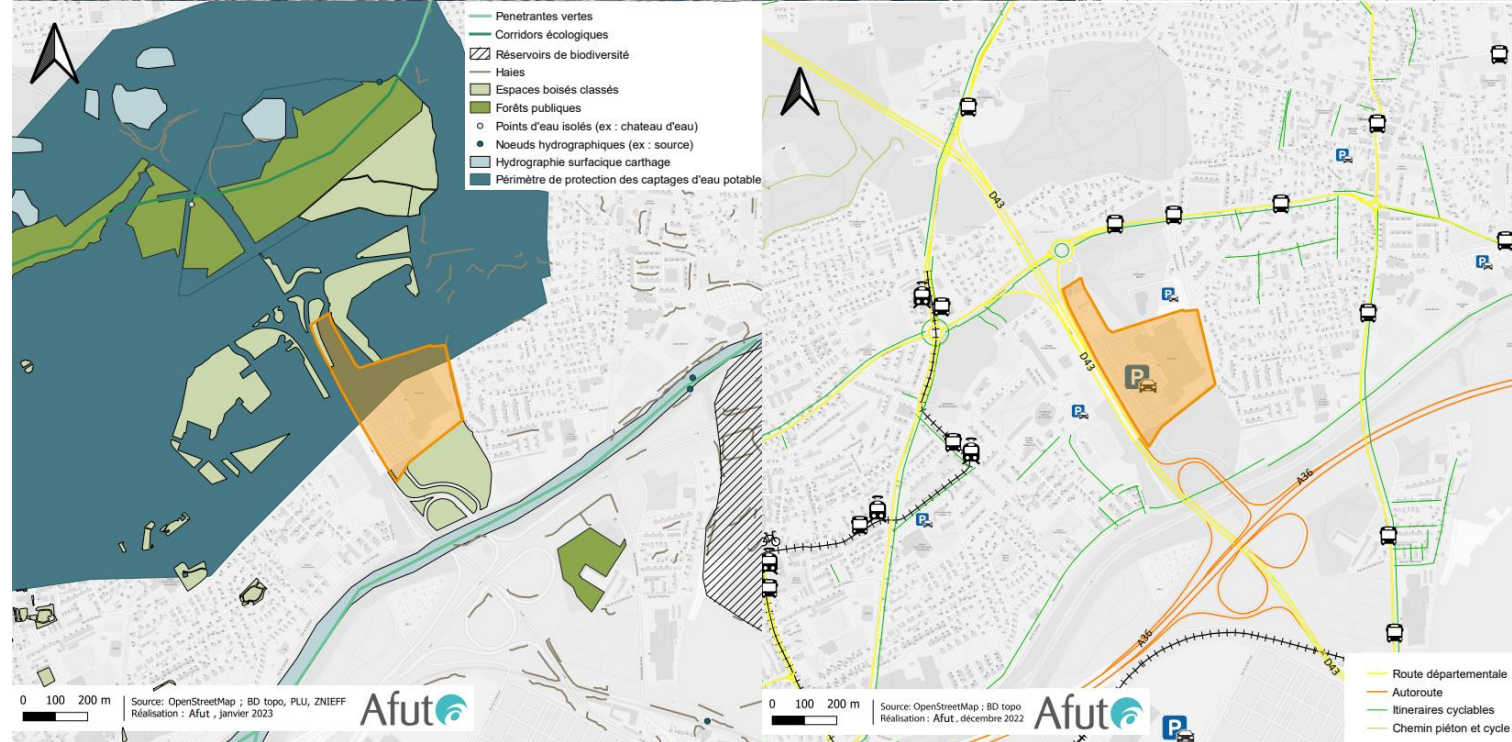 Penetrantes vertes
Corridors écologiques
Réservoirs de biodiversité
Haies
Espaces boisés classés
Forêts publiques
Points d'eau isolés (ex : chateau d'eau)
Noeuds hydrographiques (ex : source)
Hydrographie surfacique carthage
Périmètre de protection des captages d'eau potable
0 100 200 m
Source: OpenStreetMap ; BD topo, PLU, ZNIEFF
Réalisation : Afut , janvier 2023
Afut
D43
D43
P
P
P
P
P
P
A36
A36
D43
P
0 100 200 m
Source: OpenStreetMap ; BD topo
Réalisation : Afut, décembre 2022
Afut
Route départementale
Autoroute
Itineraires cyclables
Chemin piéton et cycle